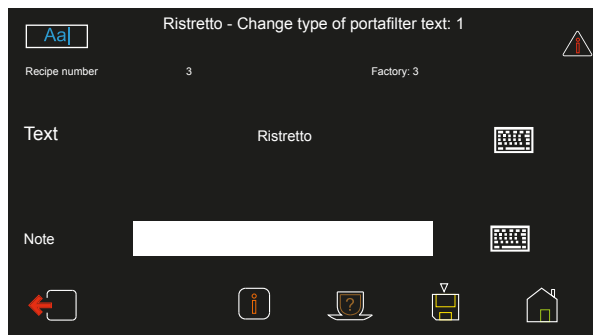 Aa
Ristretto - Change type of portafilter text: 1
Recipe number 3 Factory: 3
Text Ristretto
Note